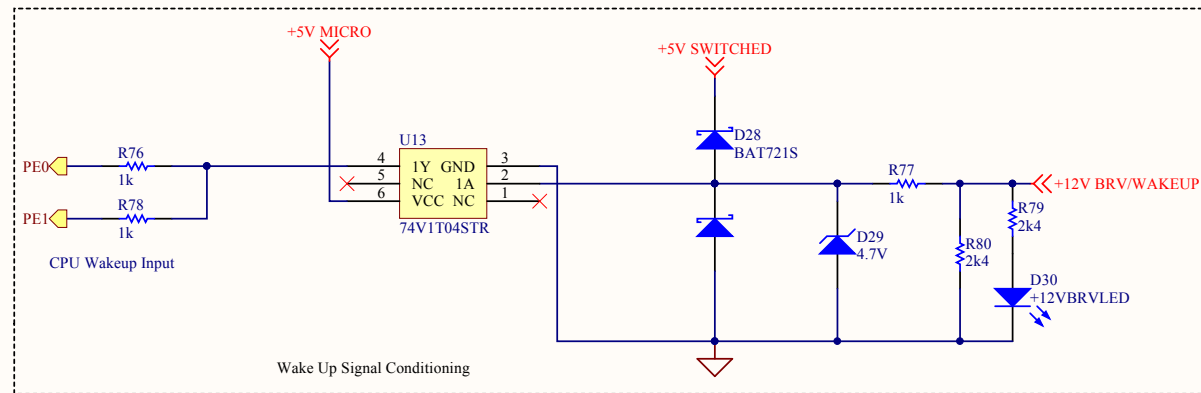 +5V MICRO
+5V SWITCHED
D28
BAT721S
U13
R76
1k
PE0
4
1Y
GND
3
5
NC
1A
2
6
VCC
NC
1
74V1T04STR
R78
1k
PE1
R77
1k
+12V BRV/WAKEUP
R79
2k4
R80
2k4
D29
4.7V
D30
+12VBRVLED
CPU Wakeup Input
Wake Up Signal Conditioning